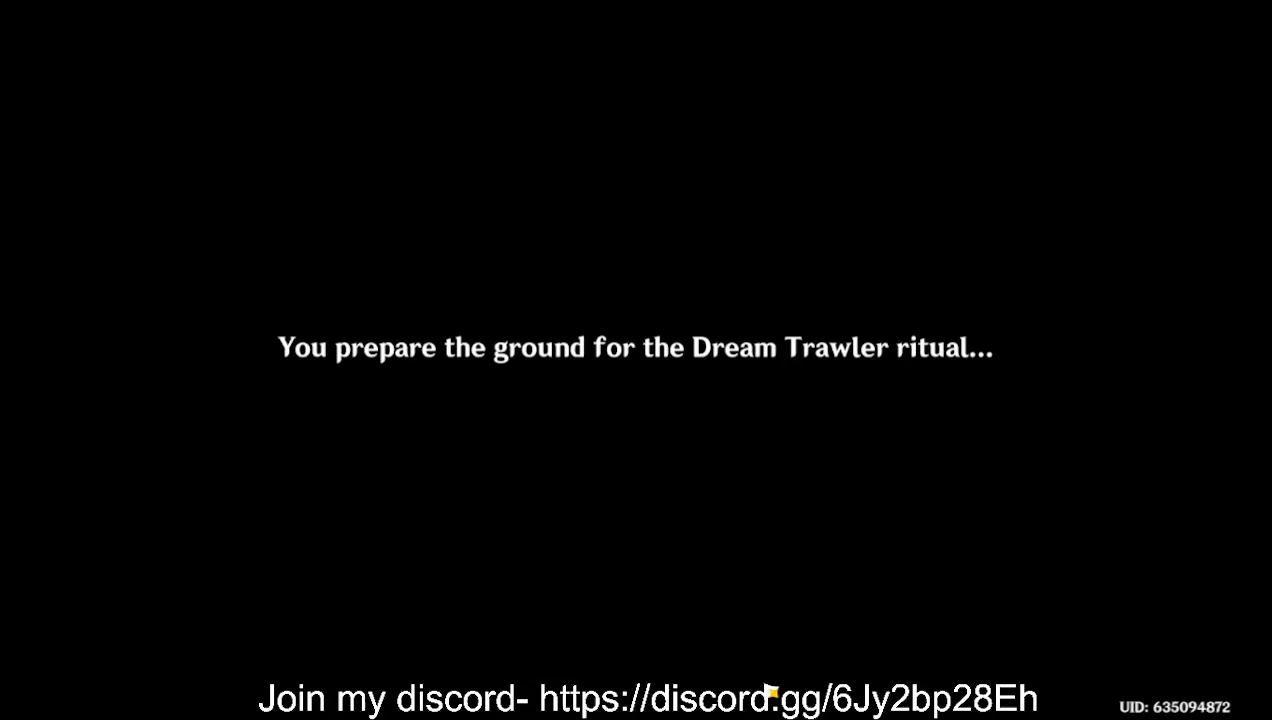 You prepare the ground for the Dream Trawler ritual...
Join my discord- https://discord.gg/6Jy2bp28Eh
UID: 635094872